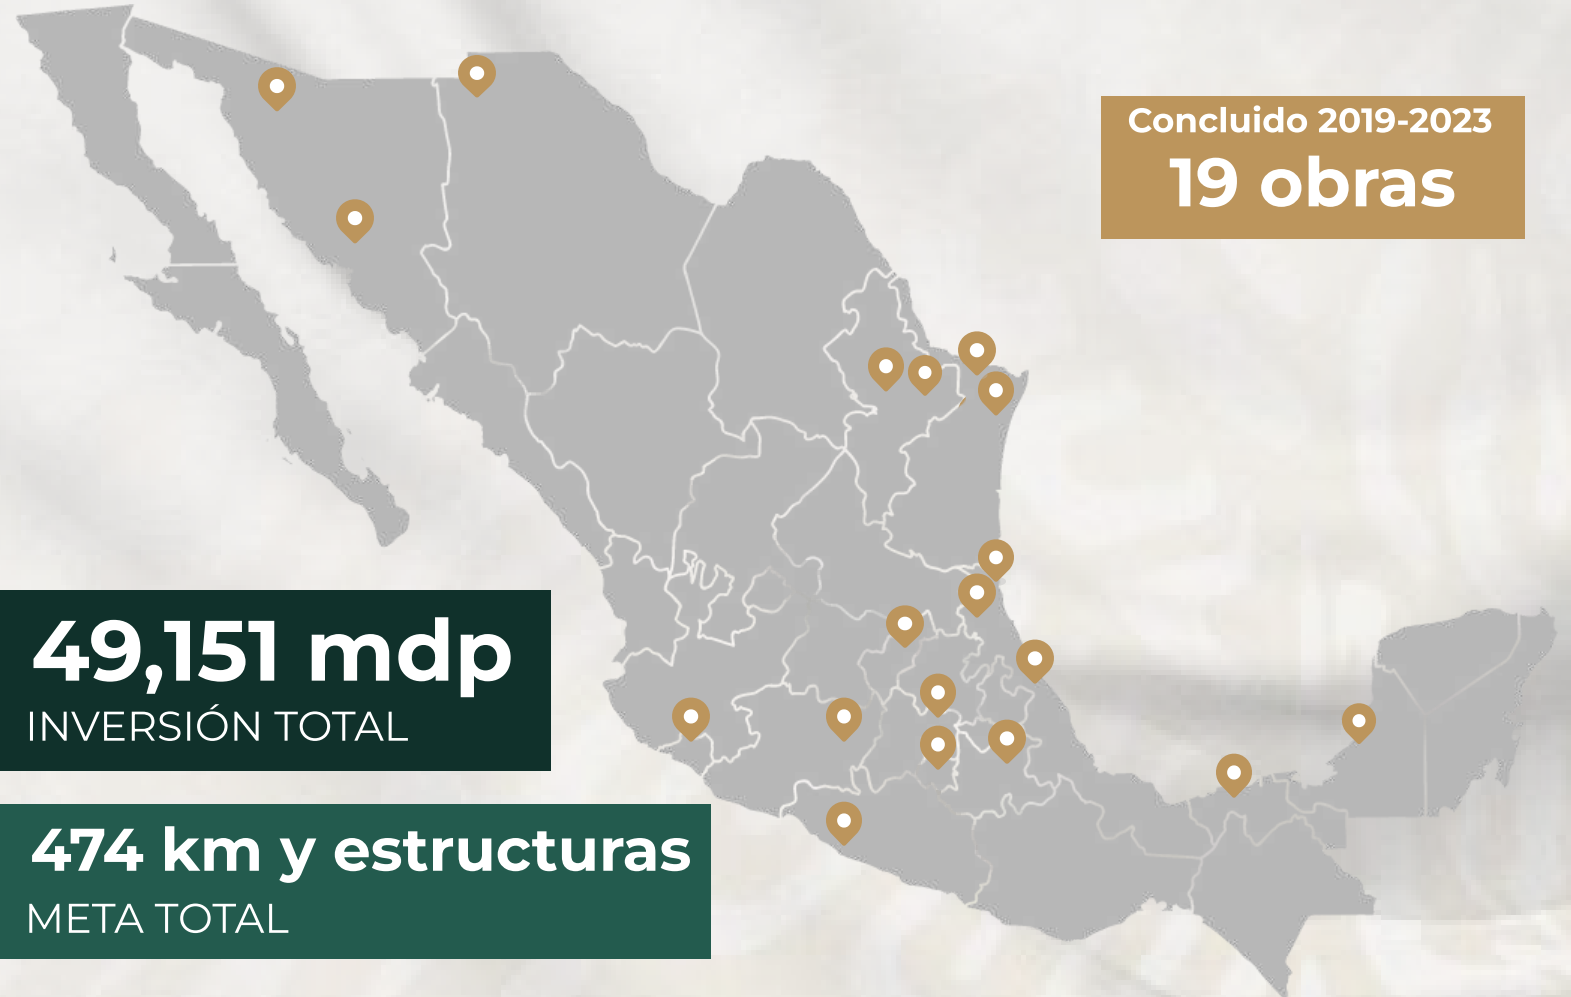 Concluido 2019-2023
19 obras
49,151 mdp
INVERSIÓN TOTAL
474 km y estructuras
META TOTAL